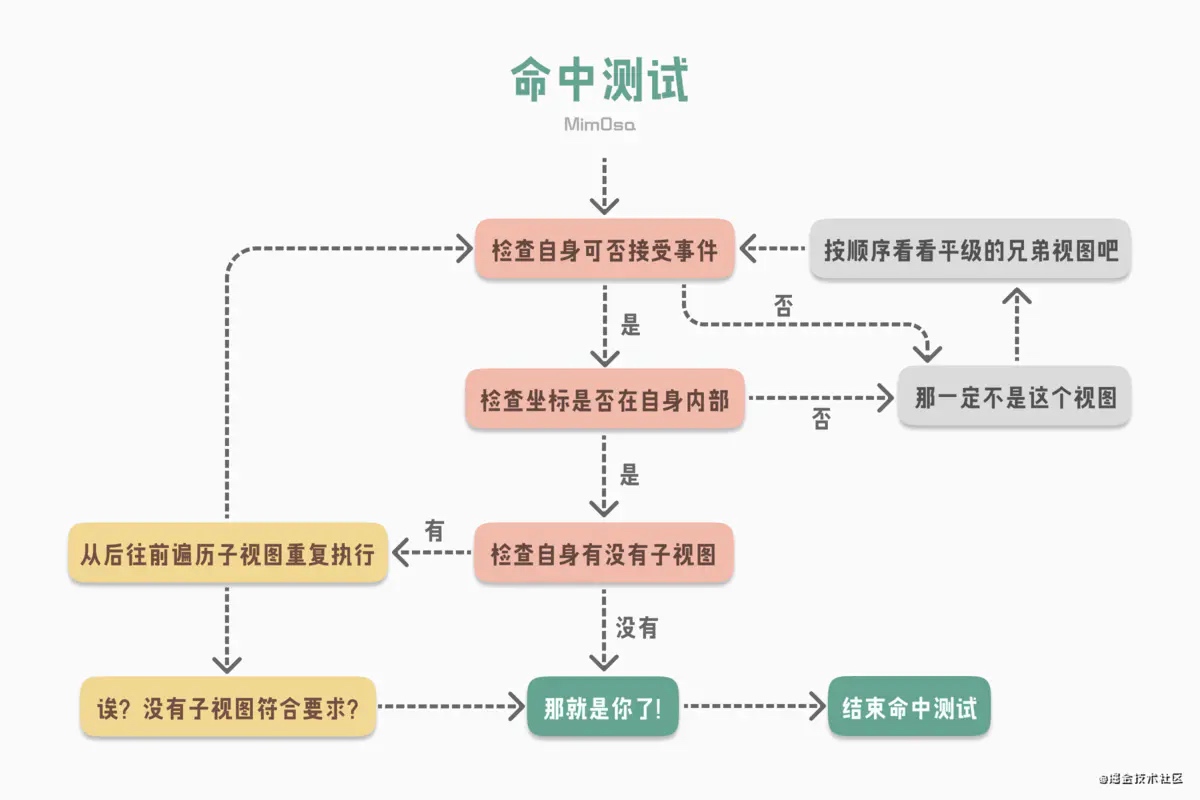 命中测试
MimOsa
检查自身可否接受事件
按顺序看看平级的兄弟视图吧
否
是
检查坐标是否在自身内部
那一定不是这个视图
否
是
有
从后往前遍历子视图重复执行
检查自身有没有子视图
没有
诶？没有子视图符合要求？
那就是你了！
结束命中测试
@掘金技术社区